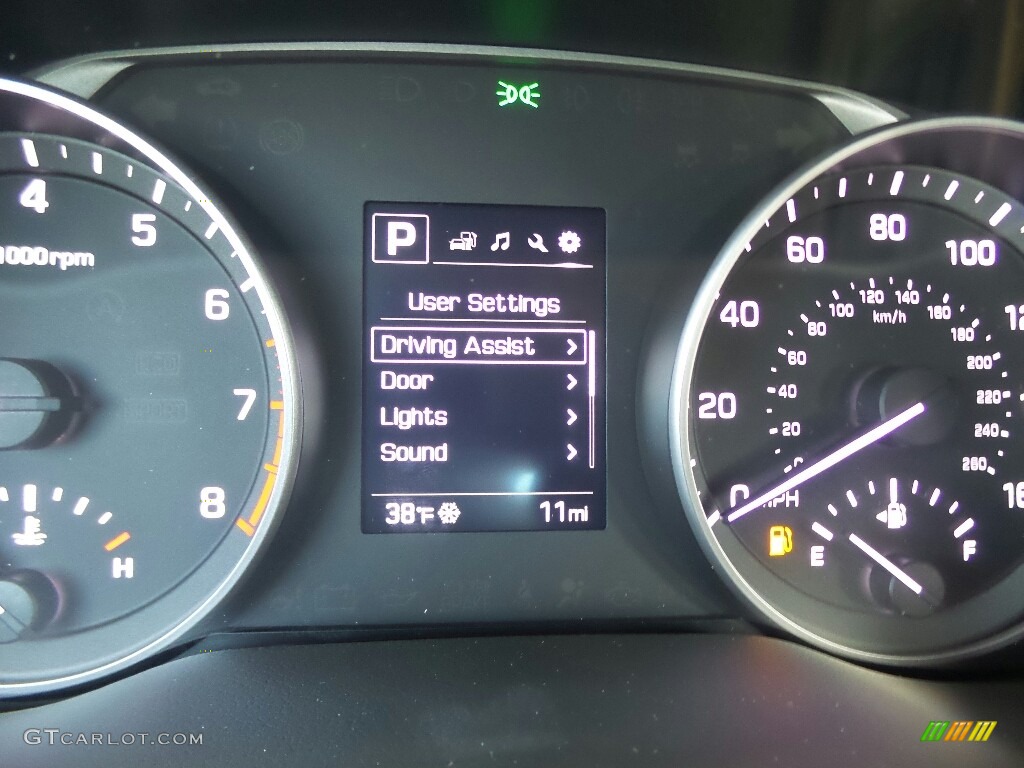 4 5 6 7 8
1000rpm
H
P
User Settings
Driving Assist >
Door >
Lights >
Sound >
38°F 11mi
0 20 40 60 80 100
MPH
0 20 40 60 80 100 120 140 160 180 200 220 240 260
km/h
E F
GTCARLOT.COM